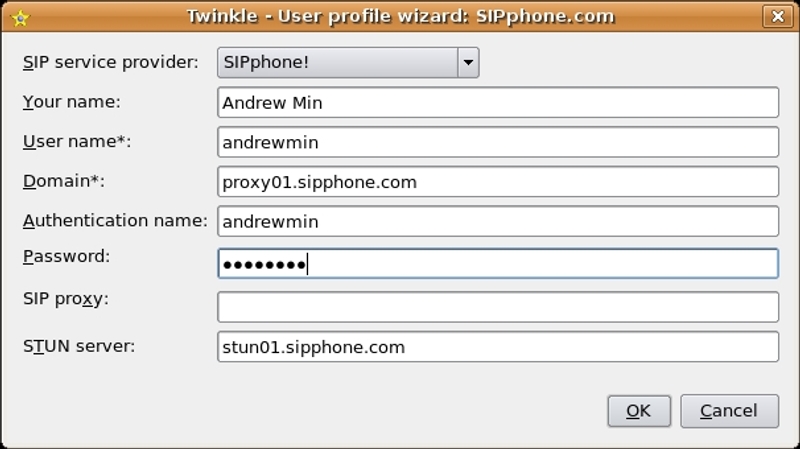 Twinkle - User profile wizard: SIPphone.com
SIP service provider: SIPphone!
Your name: Andrew Min
User name*: andrewmin
Domain*: proxy01.sipphone.com
Authentication name: andrewmin
Password: ••••••••
SIP proxy:
STUN server: stun01.sipphone.com
OK Cancel